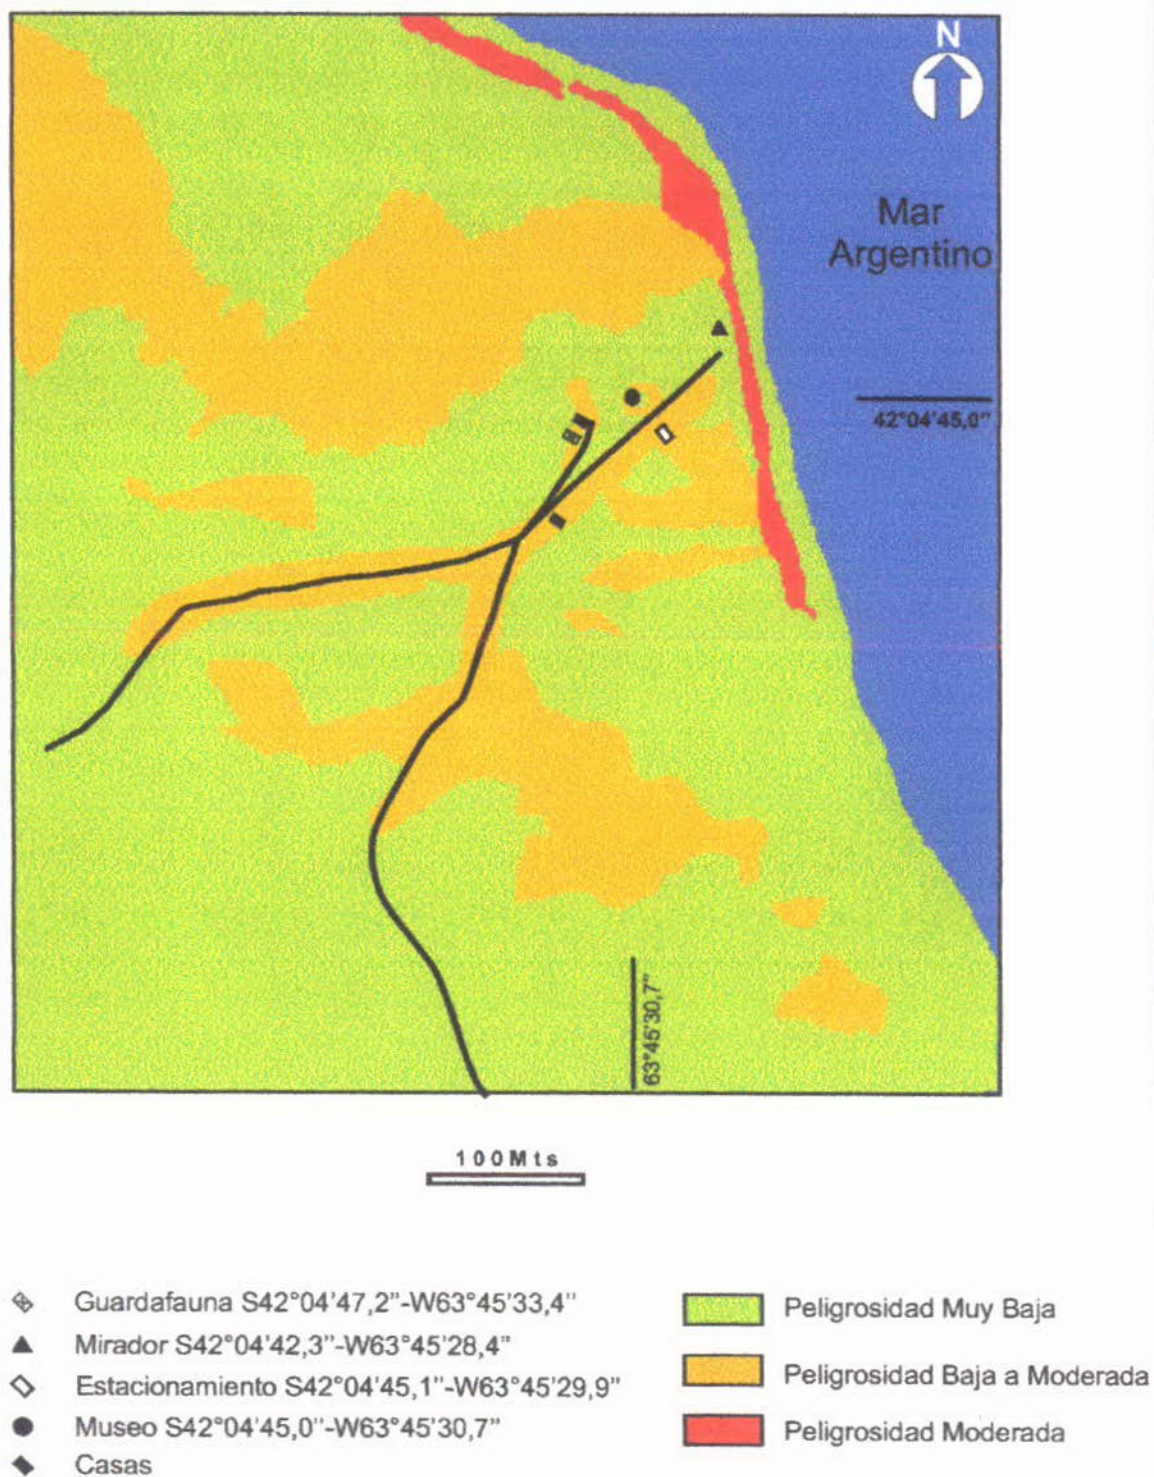 N
Mar
Argentino
42°04'45,0''
63°45'30,7''
100Mts
Guardafauna S42°04'47,2''-W63°45'33,4''
Mirador S42°04'42,3''-W63°45'28,4''
Estacionamiento S42°04'45,1''-W63°45'29,9''
Museo S42°04'45,0''-W63°45'30,7''
Casas
Peligrosidad Muy Baja
Peligrosidad Baja a Moderada
Peligrosidad Moderada